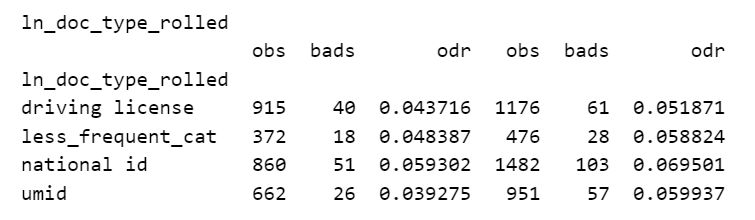 ln_doc_type_rolled
obs bads odr obs bads odr
ln_doc_type_rolled
driving license 915 40 0.043716 1176 61 0.051871
less_frequent_cat 372 18 0.048387 476 28 0.058824
national id 860 51 0.059302 1482 103 0.069501
umid 662 26 0.039275 951 57 0.059937